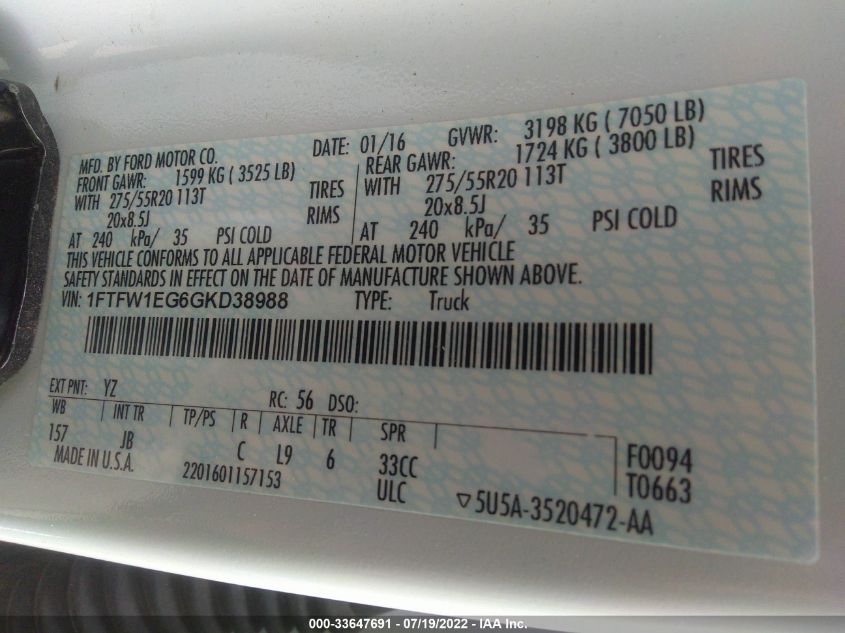 MFD. BY FORD MOTOR CO. DATE: 01/16 GVWR: 3198 KG ( 7050 LB)
FRONT GAWR: 1599 KG ( 3525 LB) REAR GAWR: 1724 KG ( 3800 LB)
WITH 275/55R20 113T TIRES WITH 275/55R20 113T TIRES
20x8.5J RIMS 20x8.5J RIMS
AT 240 kPa/ 35 PSI COLD AT 240 kPa/ 35 PSI COLD
THIS VEHICLE CONFORMS TO ALL APPLICABLE FEDERAL MOTOR VEHICLE
SAFETY STANDARDS IN EFFECT ON THE DATE OF MANUFACTURE SHOWN ABOVE.
VIN: 1FTFW1EG6GKD38988 TYPE: Truck
EXT PNT: YZ RC: 56 DSO:
WB INT TR TP/PS R AXLE TR SPR
157 JB C L9 6 33CC F0094
MADE IN U.S.A. 2201601157153 ULC T0663
▽5U5A-3520472-AA
000-33647691 - 07/19/2022 - IAA Inc.